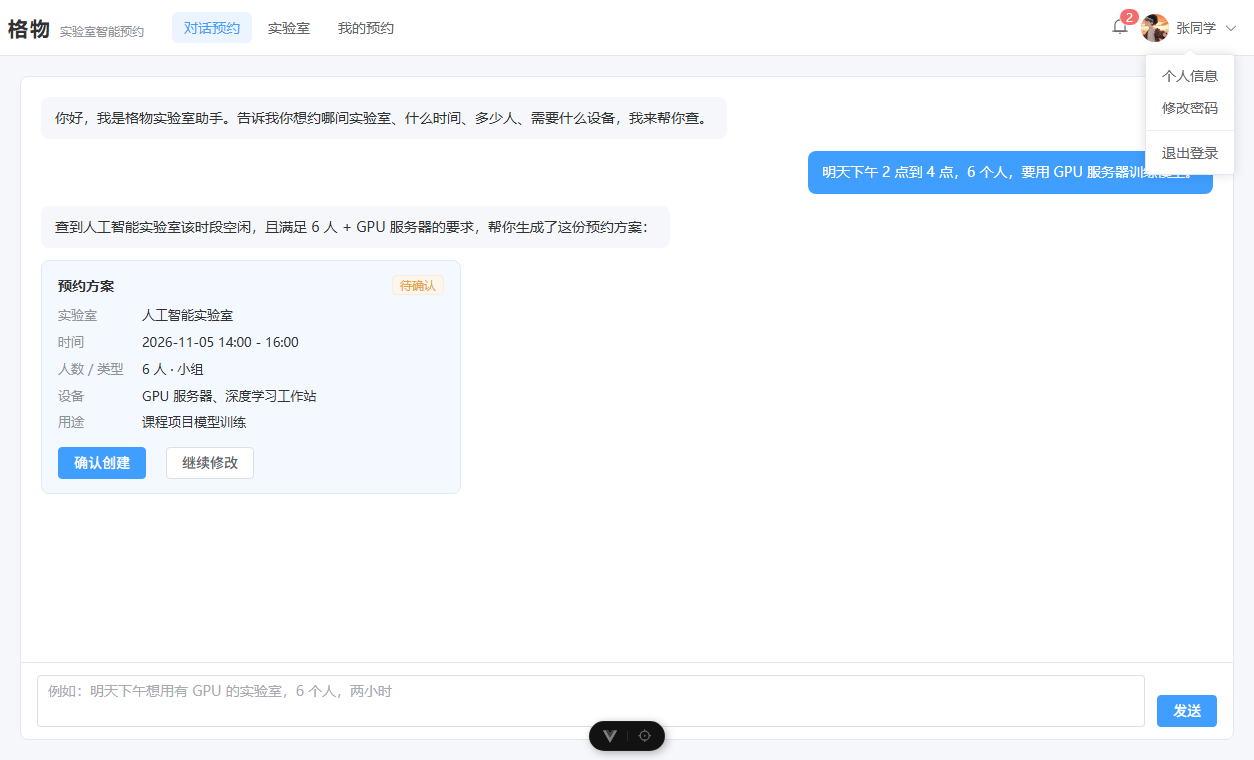 格物 实验室智能预约 对话预约 实验室 我的预约 2 张同学
个人信息
修改密码
退出登录
你好，我是格物实验室助手。告诉我你想约哪间实验室、什么时间、多少人、需要什么设备，我来帮你查。
明天下午 2 点到 4 点，6 个人，要用 GPU 服务器训练
查到人工智能实验室该时段空闲，且满足 6 人 + GPU 服务器的要求，帮你生成了这份预约方案：
预约方案 待确认
实验室 人工智能实验室
时间 2026-11-05 14:00 - 16:00
人数 / 类型 6 人 · 小组
设备 GPU 服务器、深度学习工作站
用途 课程项目模型训练
确认创建 继续修改
例如：明天下午想用有 GPU 的实验室，6 个人，两小时
发送